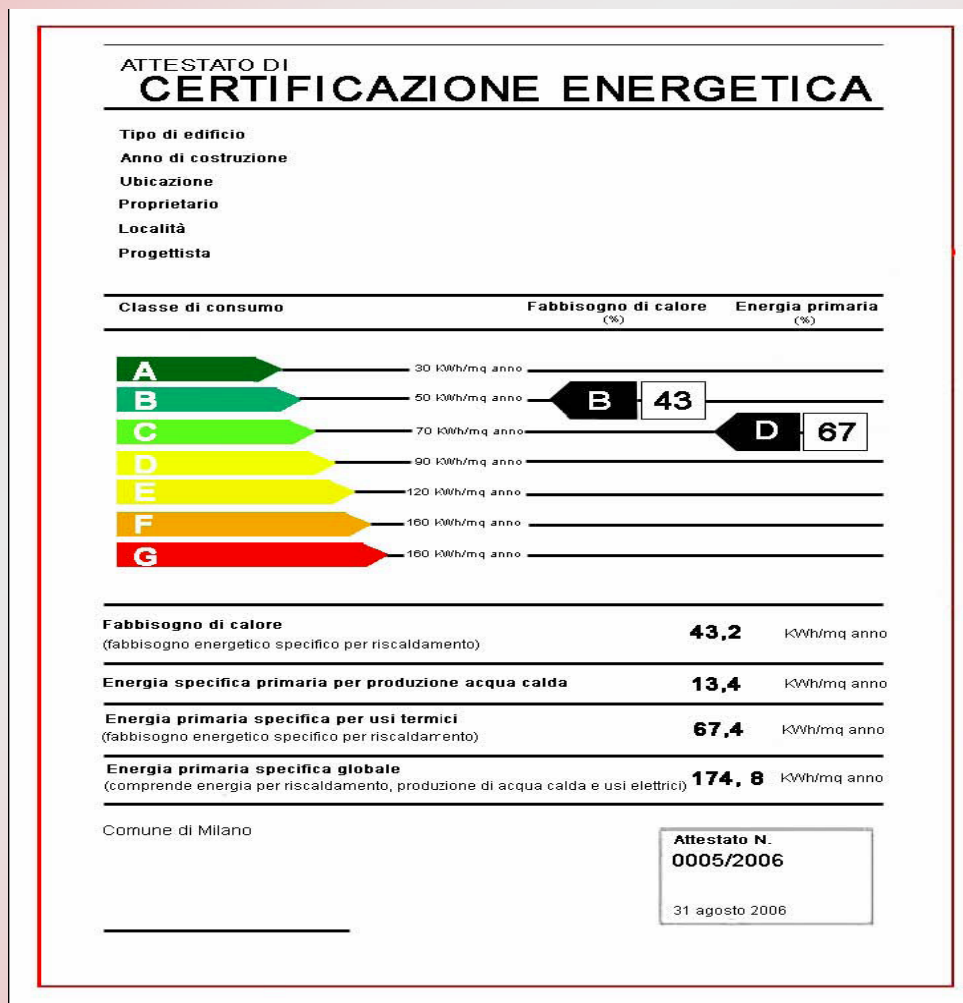 ATTESTATO DI
CERTIFICAZIONE ENERGETICA
Tipo di edificio
Anno di costruzione
Ubicazione
Proprietario
Località
Progettista
Classe di consumo Fabbisogno di calore Energia primaria
(%) (%)
A 30 KWh/mq anno
B 50 KWh/mq anno B 43
C 70 KWh/mq anno D 67
D 90 KWh/mq anno
E 120 KWh/mq anno
F 160 KWh/mq anno
G 160 KWh/mq anno
Fabbisogno di calore 43,2 KWh/mq anno
(fabbisogno energetico specifico per riscaldamento)
Energia specifica primaria per produzione acqua calda 13,4 KWh/mq anno
Energia primaria specifica per usi termici 67,4 KWh/mq anno
(fabbisogno energetico specifico per riscaldamento)
Energia primaria specifica globale 174, 8 KWh/mq anno
(comprende energia per riscaldamento, produzione di acqua calda e usi elettrici)
Comune di Milano
Attestato N.
0005/2006
31 agosto 2006